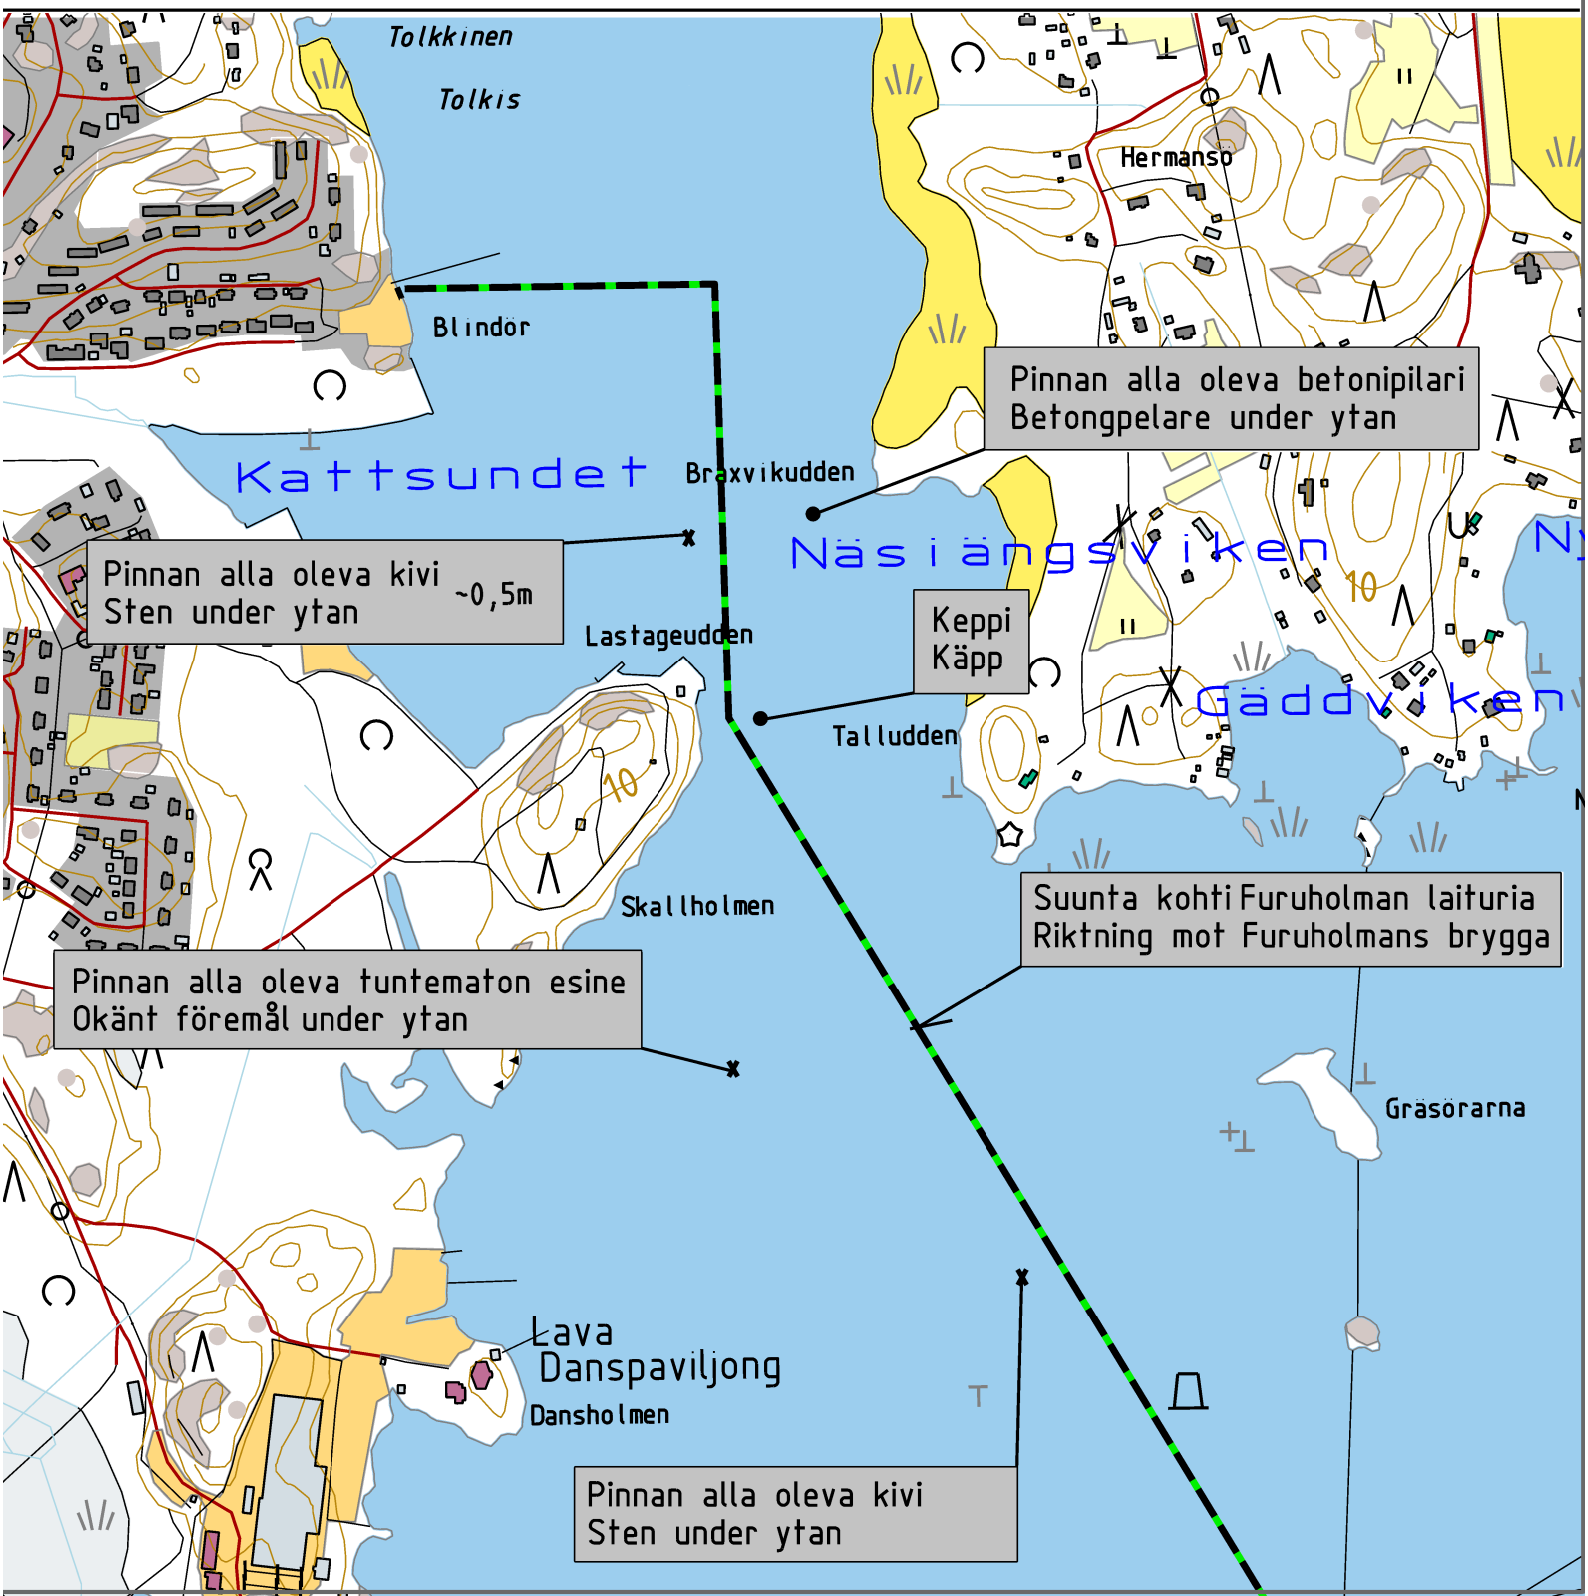 Tolkkinen
Tolkis
Hermansö
Blindör
Pinnan alla oleva betonipilari
Betongpelare under ytan
Kattsundet
Braxvikudden
Näsiängsviken
Pinnan alla oleva kivi ~0,5m
Sten under ytan
10
Keppi
Käpp
Lastageudden
Gäddviken
Talludden
10
Suunta kohti Furuholman laituria
Riktning mot Furuholmans brygga
Skallholmen
Pinnan alla oleva tuntematon esine
Okänt föremål under ytan
Gräsörarna
Lava
Danspaviljong
Dansholmen
Pinnan alla oleva kivi
Sten under ytan